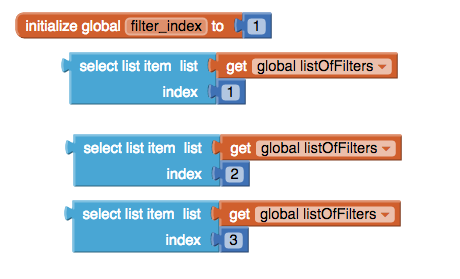 initialize global filter_index to 1
select list item list get global listOfFilters
index 1
select list item list get global listOfFilters
index 2
select list item list get global listOfFilters
index 3